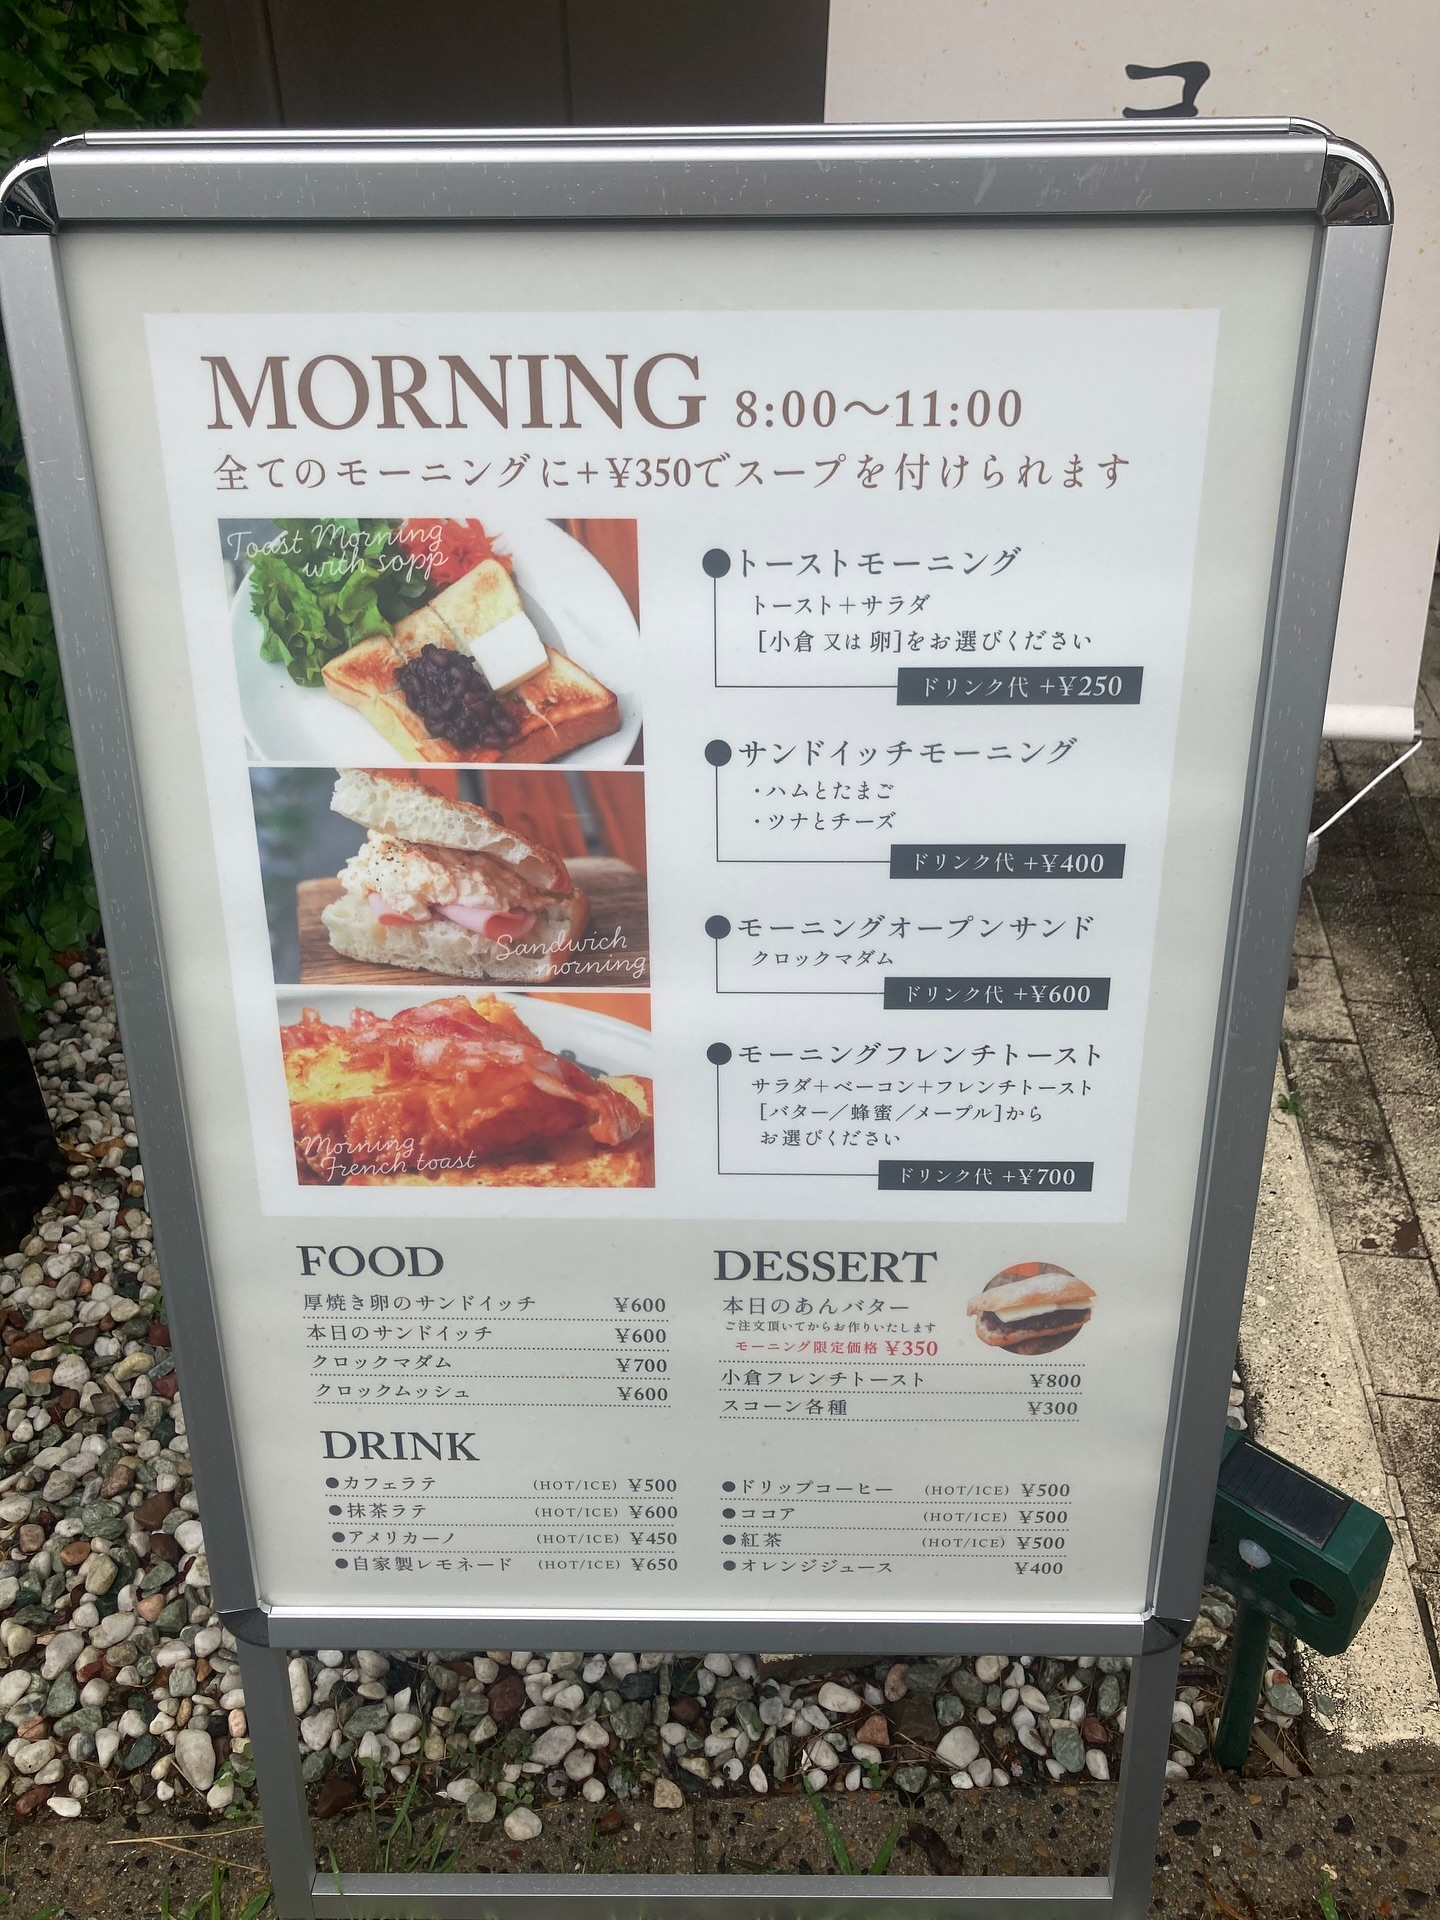 コ
MORNING 8:00～11:00
全てのモーニングに+¥350でスープを付けられます
Toast Morning
with sopp
●トーストモーニング
トースト＋サラダ
[小倉 又は 卵]をお選びください
ドリンク代 +¥250
●サンドイッチモーニング
・ハムとたまご
・ツナとチーズ
ドリンク代 +¥400
Sandwich
morning
●モーニングオープンサンド
クロックマダム
ドリンク代 +¥600
●モーニングフレンチトースト
サラダ＋ベーコン＋フレンチトースト
[バター／蜂蜜／メープル]から
お選びください
ドリンク代 +¥700
Morning
French toast
FOOD
厚焼き卵のサンドイッチ ¥600
本日のサンドイッチ ¥600
クロックマダム ¥700
クロックムッシュ ¥600
DESSERT
本日のあんバター
ご注文頂いてからお作りいたします
モーニング限定価格 ¥350
小倉フレンチトースト ¥800
スコーン各種 ¥300
DRINK
●カフェラテ (HOT/ICE) ¥500
●抹茶ラテ (HOT/ICE) ¥600
●アメリカーノ (HOT/ICE) ¥450
●自家製レモネード (HOT/ICE) ¥650
●ドリップコーヒー (HOT/ICE) ¥500
●ココア (HOT/ICE) ¥500
●紅茶 (HOT/ICE) ¥500
●オレンジジュース ¥400